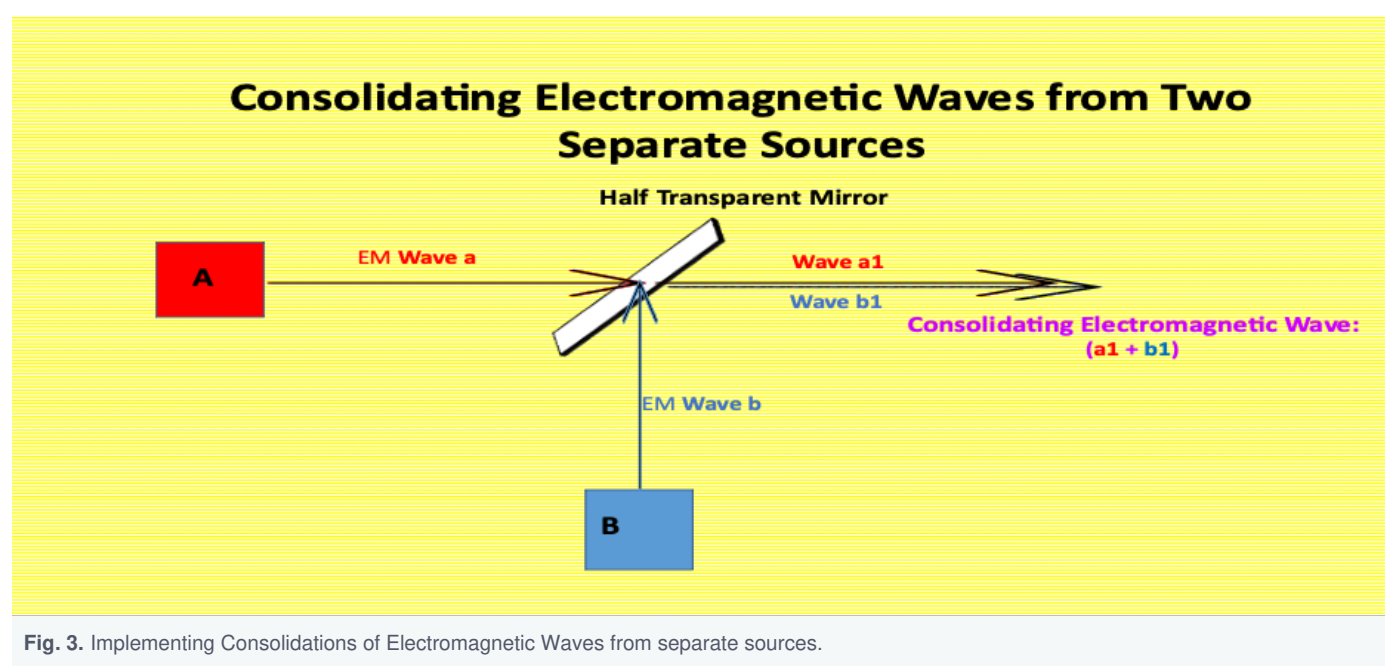 Consolidating Electromagnetic Waves from Two
Separate Sources
Half Transparent Mirror
A
EM Wave a
Wave a1
Wave b1
Consolidating Electromagnetic Wave:
(a1 + b1)
EM Wave b
B
Fig. 3. Implementing Consolidations of Electromagnetic Waves from separate sources.